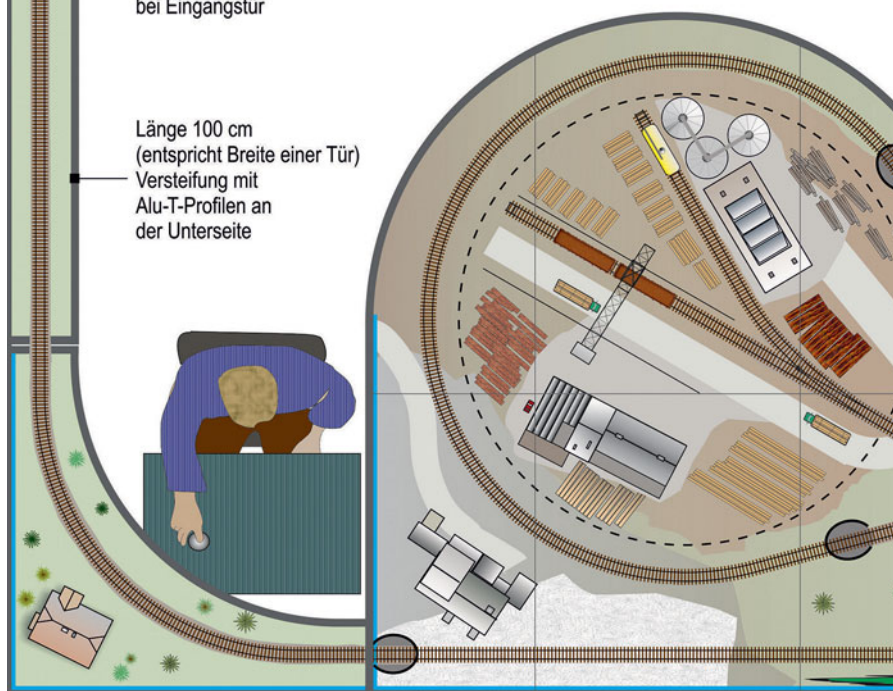 bei Eingangstür
Länge 100 cm
(entspricht Breite einer Tür)
Versteifung mit
Alu-T-Profilen an
der Unterseite